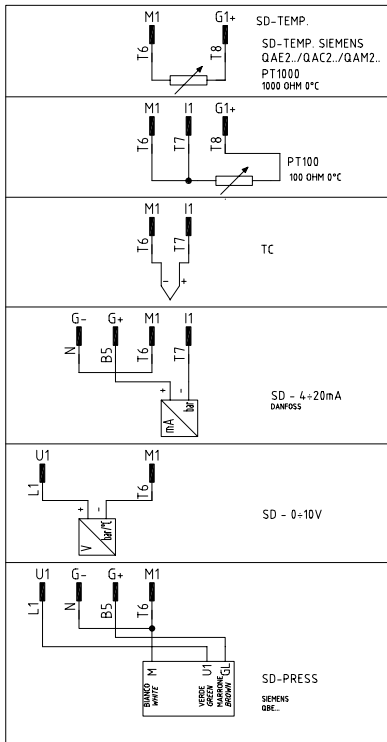 M1 G1+ SD-TEMP.
T6 T8
SD-TEMP. SIEMENS
QAE2../QAC2../QAM2..
PT1000
1000 OHM 0°C
M1 I1 G1+
T6 T7 T8
PT100
100 OHM 0°C
M1 I1
T6 T7
TC
- +
G- G+ M1 I1
N B5 T6 T7
+ -
mA bar
SD - 4÷20mA
DANFOSS
U1 M1
L1 T6
+ -
V bar/°C
SD - 0÷10V
U1 G- G+ M1
L1 N B5 T6
M U1 GL
BIANCO VERDE MARRONE
WHITE GREEN BROWN
SD-PRESS
SIEMENS
QBE..